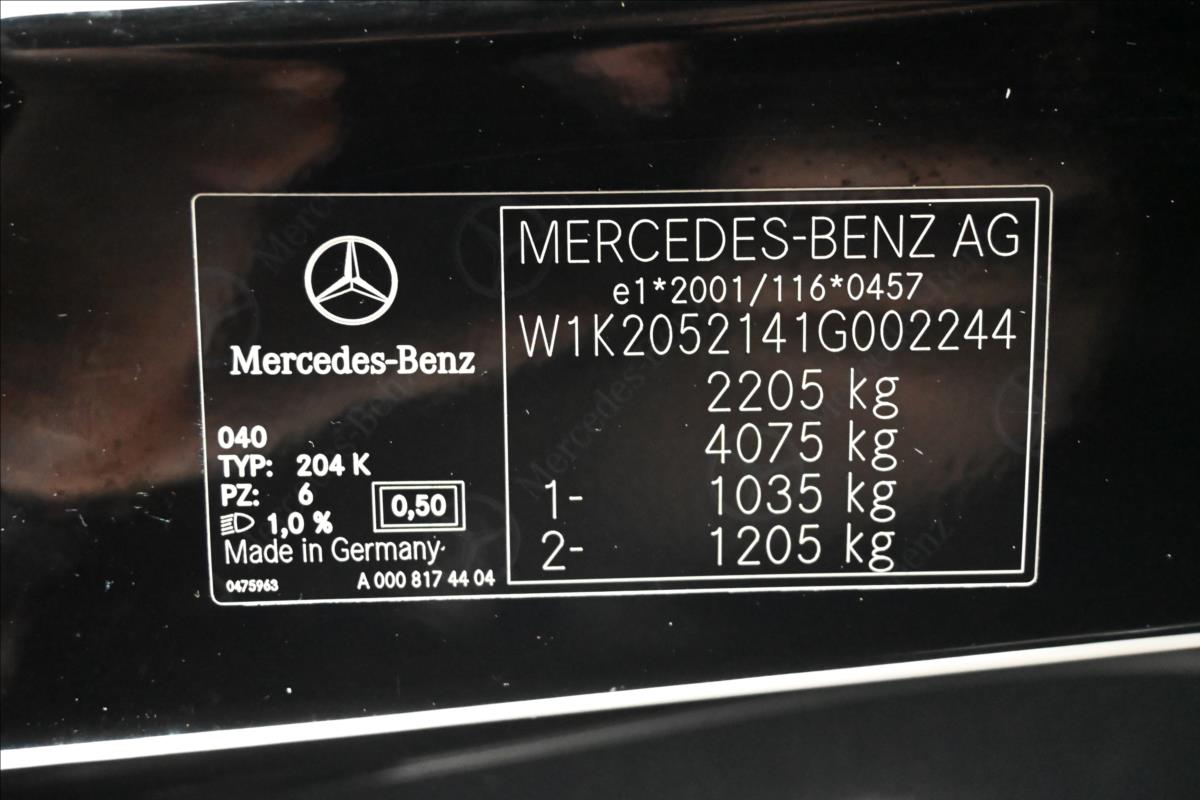 Mercedes-Benz
040
TYP: 204 K
PZ: 6
1,0 %
0,50
Made in Germany
0475963
A 000 817 44 04
MERCEDES-BENZ AG
e1*2001/116*0457
W1K2052141G002244
2205 kg
4075 kg
1- 1035 kg
2- 1205 kg